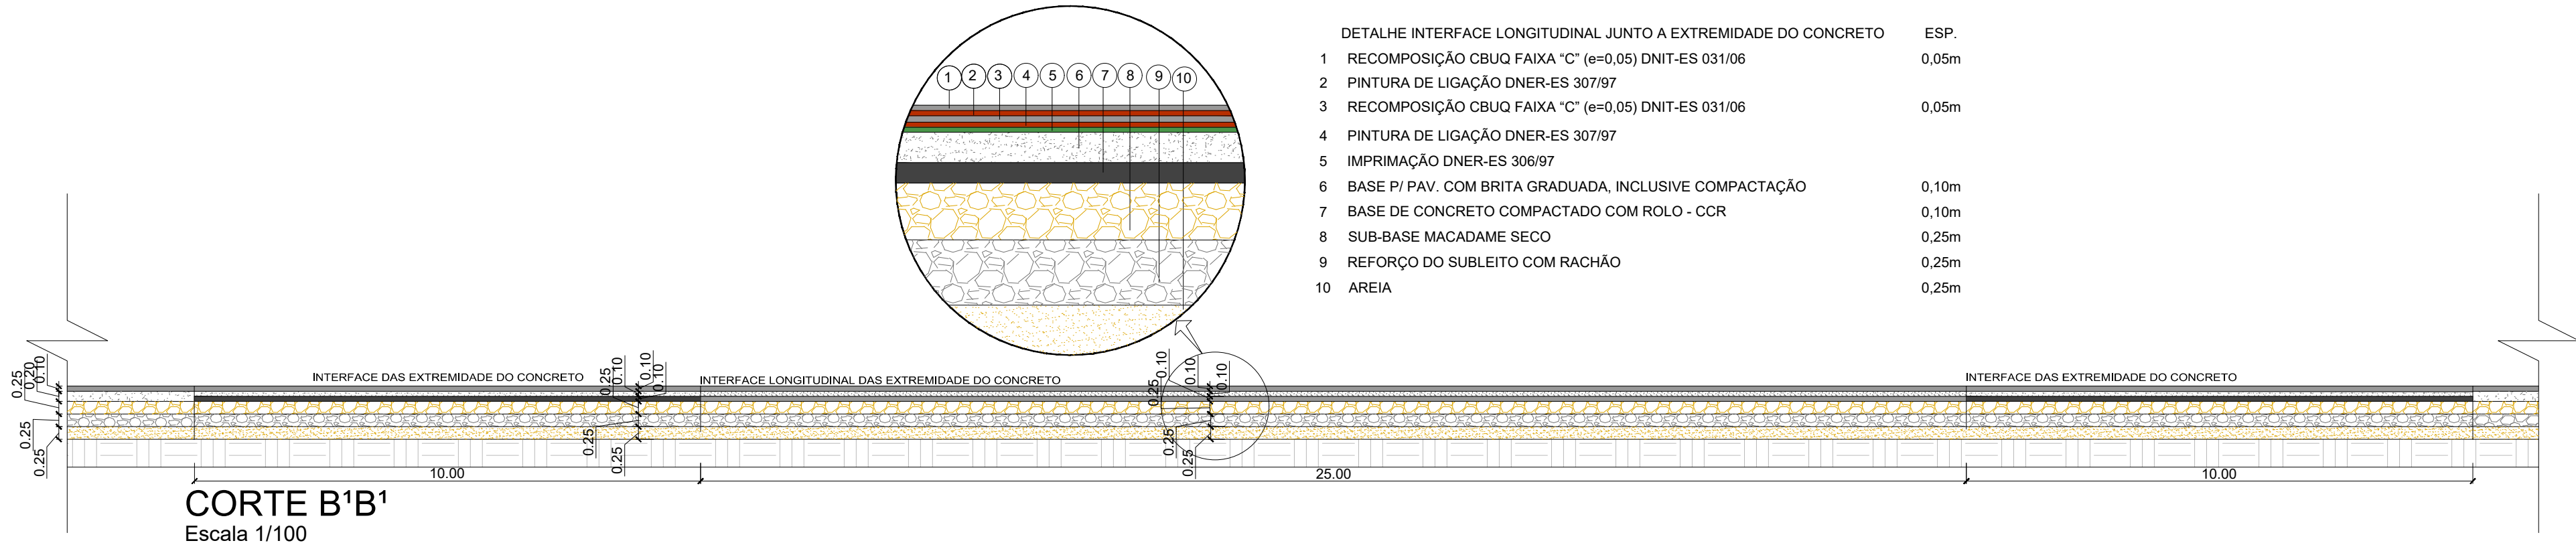 DETALHE INTERFACE LONGITUDINAL JUNTO A EXTREMIDADE DO CONCRETO ESP.
1 RECOMPOSIÇÃO CBUQ FAIXA “C” (e=0,05) DNIT-ES 031/06 0,05m
2 PINTURA DE LIGAÇÃO DNER-ES 307/97
3 RECOMPOSIÇÃO CBUQ FAIXA “C” (e=0,05) DNIT-ES 031/06 0,05m
4 PINTURA DE LIGAÇÃO DNER-ES 307/97
5 IMPRIMAÇÃO DNER-ES 306/97
6 BASE P/ PAV. COM BRITA GRADUADA, INCLUSIVE COMPACTAÇÃO 0,10m
7 BASE DE CONCRETO COMPACTADO COM ROLO - CCR 0,10m
8 SUB-BASE MACADAME SECO 0,25m
9 REFORÇO DO SUBLEITO COM RACHÃO 0,25m
10 AREIA 0,25m
1 2 3 4 5 6 7 8 9 10
0.25 0.20 0.10
0.25
0.25
INTERFACE DAS EXTREMIDADE DO CONCRETO
0.25 0.10 0.10 0.10
0.25
0.25
INTERFACE LONGITUDINAL DAS EXTREMIDADE DO CONCRETO
0.25 0.10 0.10 0.10
0.25
0.25
INTERFACE DAS EXTREMIDADE DO CONCRETO
10.00 25.00 10.00
CORTE B¹B¹
Escala 1/100